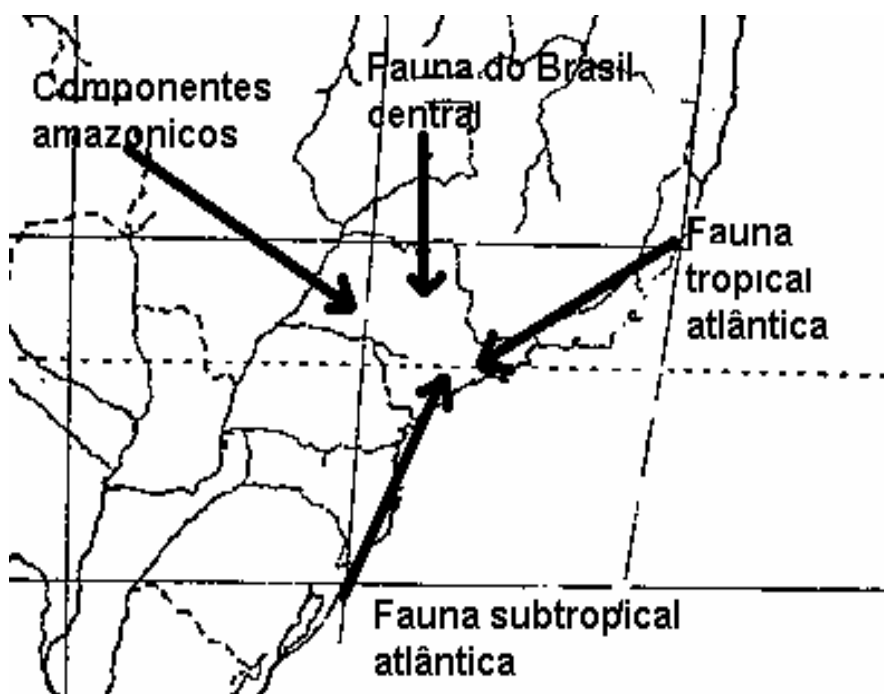 Componentes
amazonicos
Fauna do Brasil
central
Fauna
tropical
atlântica
Fauna subtropical
atlântica